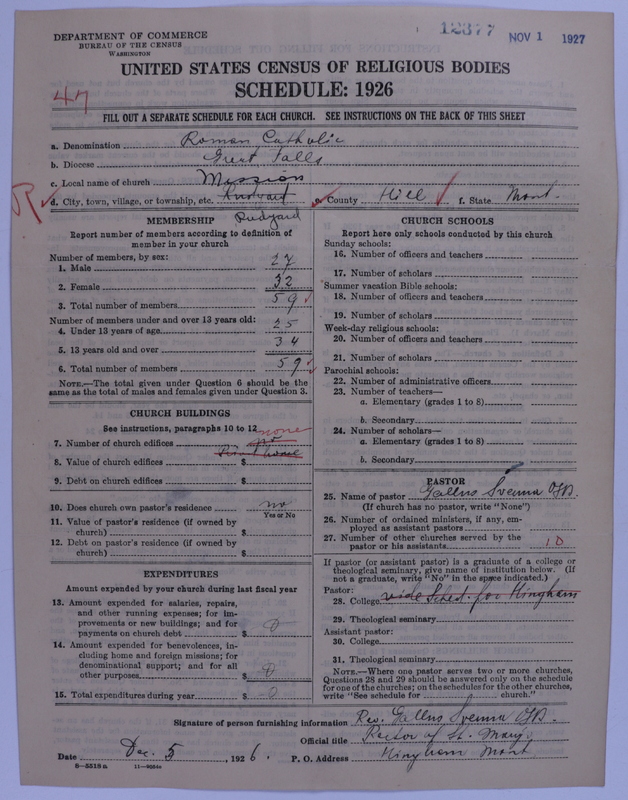 DEPARTMENT OF COMMERCE
BUREAU OF THE CENSUS
WASHINGTON
12377
NOV 1 1927
UNITED STATES CENSUS OF RELIGIOUS BODIES
SCHEDULE: 1926
47
FILL OUT A SEPARATE SCHEDULE FOR EACH CHURCH. SEE INSTRUCTIONS ON THE BACK OF THIS SHEET
a. Denomination Roman Catholic
b. Diocese Great Falls
c. Local name of church Mission
R
d. City, town, village, or township, etc. Rudyard e. County Hill f. State Mont.
Rudyard
MEMBERSHIP
Report number of members according to definition of
member in your church
Number of members, by sex:
1. Male 27
2. Female 32
3. Total number of members 59
Number of members under and over 13 years old:
4. Under 13 years of age 25
5. 13 years old and over 34
6. Total number of members 59
NOTE.—The total given under Question 6 should be the
same as the total of males and females given under Question 3.
CHURCH BUILDINGS
See instructions, paragraphs 10 to 12
7. Number of church edifices none
no
8. Value of church edifices $
9. Debt on church edifices $
10. Does church own pastor's residence no
Yes or No
11. Value of pastor's residence (if owned by
church) $
12. Debt on pastor's residence (if owned by
church) $
EXPENDITURES
Amount expended by your church during last fiscal year
13. Amount expended for salaries, repairs,
and other running expenses; for im-
provements or new buildings; and for
payments on church debt $ 0
14. Amount expended for benevolences, in-
cluding home and foreign missions; for
denominational support; and for all
other purposes $ 0
15. Total expenditures during year $ 0
CHURCH SCHOOLS
Report here only schools conducted by this church
Sunday schools:
16. Number of officers and teachers
17. Number of scholars
Summer vacation Bible schools:
18. Number of officers and teachers
19. Number of scholars
Week-day religious schools:
20. Number of officers and teachers
21. Number of scholars
Parochial schools:
22. Number of administrative officers
23. Number of teachers—
a. Elementary (grades 1 to 8)
b. Secondary
24. Number of scholars—
a. Elementary (grades 1 to 8)
b. Secondary
PASTOR
25. Name of pastor Gallus
(If church has no pastor, write "None")
26. Number of ordained ministers, if any, em-
ployed as assistant pastors
27. Number of other churches served by the
pastor or his assistants 10
If pastor (or assistant pastor) is a graduate of a college or
theological seminary, give name of institution below. (If
not a graduate, write "No" in the space indicated.)
Pastor:
28. College vide Sched. for Hingham
29. Theological seminary
Assistant pastor:
30. College
31. Theological seminary
NOTE.—Where one pastor serves two or more churches,
Questions 28 and 29 should be answered only on the schedule
for one of the churches; on the schedules for the other churches,
write "See schedule for church."
Signature of person furnishing information Rev. Gallus
Official title Rector of St. Mary
Date Dec. 5, 1926. P. O. Address Hingham Mont
8—5518 a 11—9058